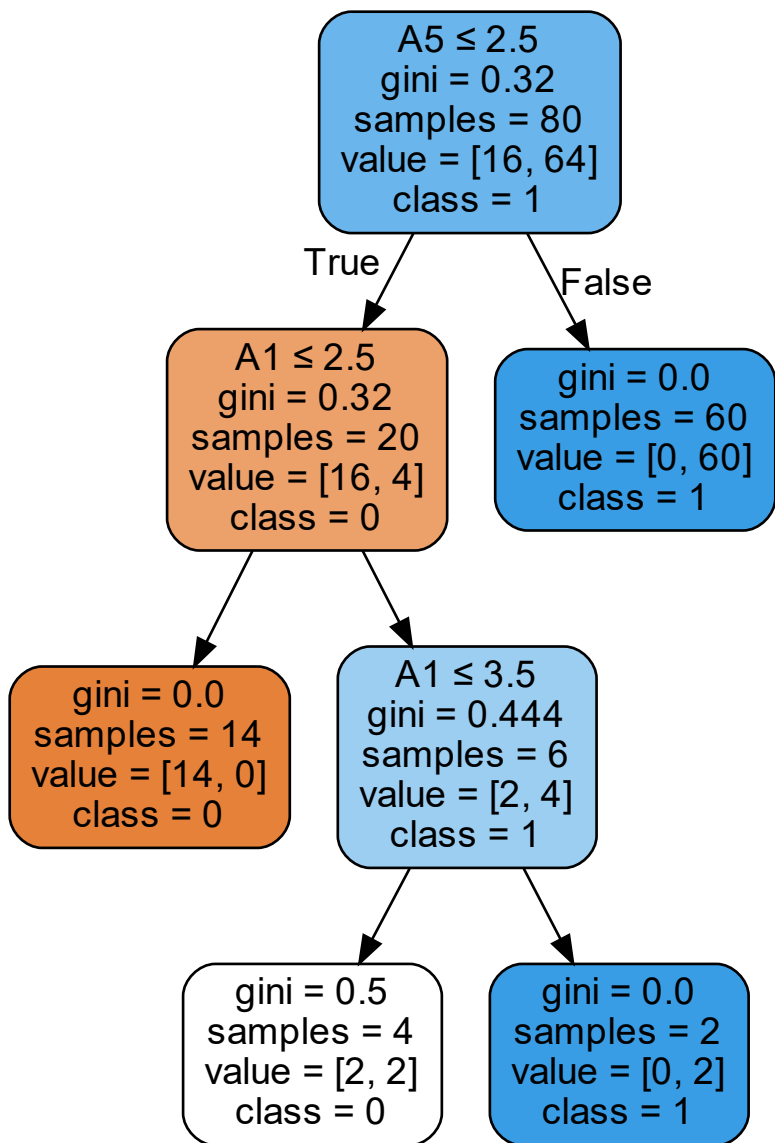 A5 ≤ 2.5
gini = 0.32
samples = 80
value = [16, 64]
class = 1
True
False
A1 ≤ 2.5
gini = 0.32
samples = 20
value = [16, 4]
class = 0
gini = 0.0
samples = 60
value = [0, 60]
class = 1
gini = 0.0
samples = 14
value = [14, 0]
class = 0
A1 ≤ 3.5
gini = 0.444
samples = 6
value = [2, 4]
class = 1
gini = 0.5
samples = 4
value = [2, 2]
class = 0
gini = 0.0
samples = 2
value = [0, 2]
class = 1